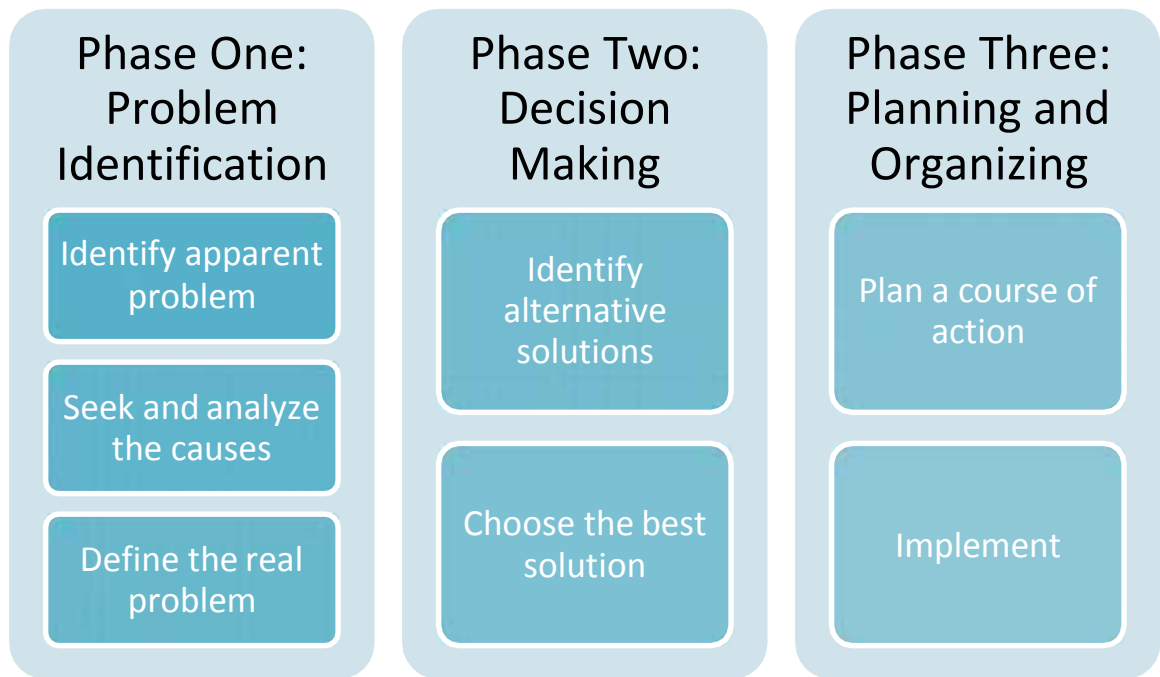 Phase One:
Problem
Identification
Identify apparent
problem
Seek and analyze
the causes
Define the real
problem
Phase Two:
Decision
Making
Identify
alternative
solutions
Choose the best
solution
Phase Three:
Planning and
Organizing
Plan a course of
action
Implement